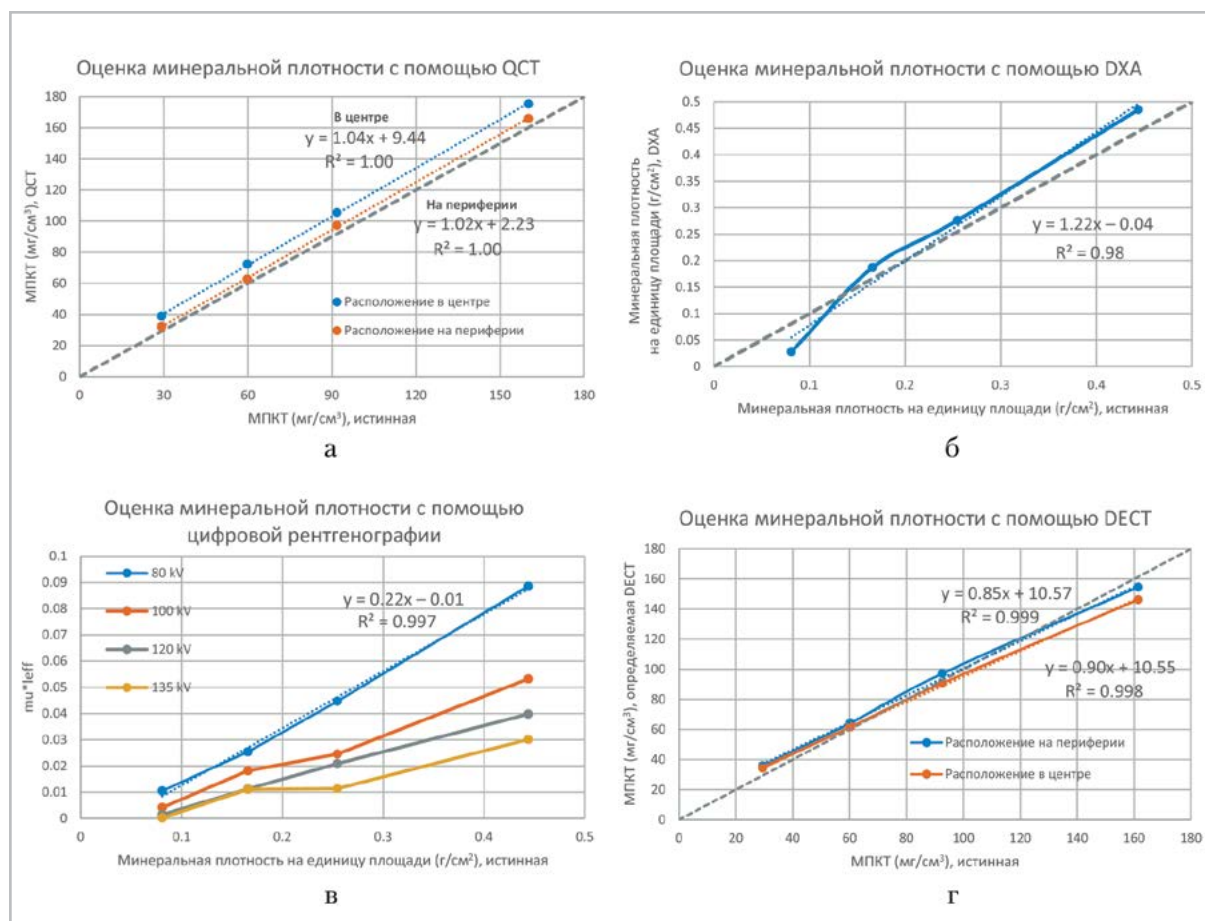 Оценка минеральной плотности с помощью QCT
МПКТ (мг/см³), QCT
180
160
140
120
100
80
60
40
20
0
В центре
y = 1.04x + 9.44
R² = 1.00
На периферии
y = 1.02x + 2.23
R² = 1.00
Расположение в центре
Расположение на периферии
0 30 60 90 120 150 180
МПКТ (мг/см³), истинная
а
Оценка минеральной плотности с помощью DXA
Минеральная плотность
на единицу площади (г/см²), DXA
0.5
0.45
0.4
0.35
0.3
0.25
0.2
0.15
0.1
0.05
0
y = 1.22x – 0.04
R² = 0.98
0 0.1 0.2 0.3 0.4 0.5
Минеральная плотность на единицу площади (г/см²), истинная
б
Оценка минеральной плотности с помощью
цифровой рентгенографии
mu*leff
0.1
0.09
0.08
0.07
0.06
0.05
0.04
0.03
0.02
0.01
0
80 kV
100 kV
120 kV
135 kV
y = 0.22x – 0.01
R² = 0.997
0 0.1 0.2 0.3 0.4 0.5
Минеральная плотность на единицу площади (г/см²), истинная
в
Оценка минеральной плотности с помощью DECT
МПКТ (мг/см³), определяемая DECT
180
160
140
120
100
80
60
40
20
0
y = 0.85x + 10.57
R² = 0.999
y = 0.90x + 10.55
R² = 0.998
Расположение на периферии
Расположение в центре
0 20 40 60 80 100 120 140 160 180
МПКТ (мг/см³), истинная
г